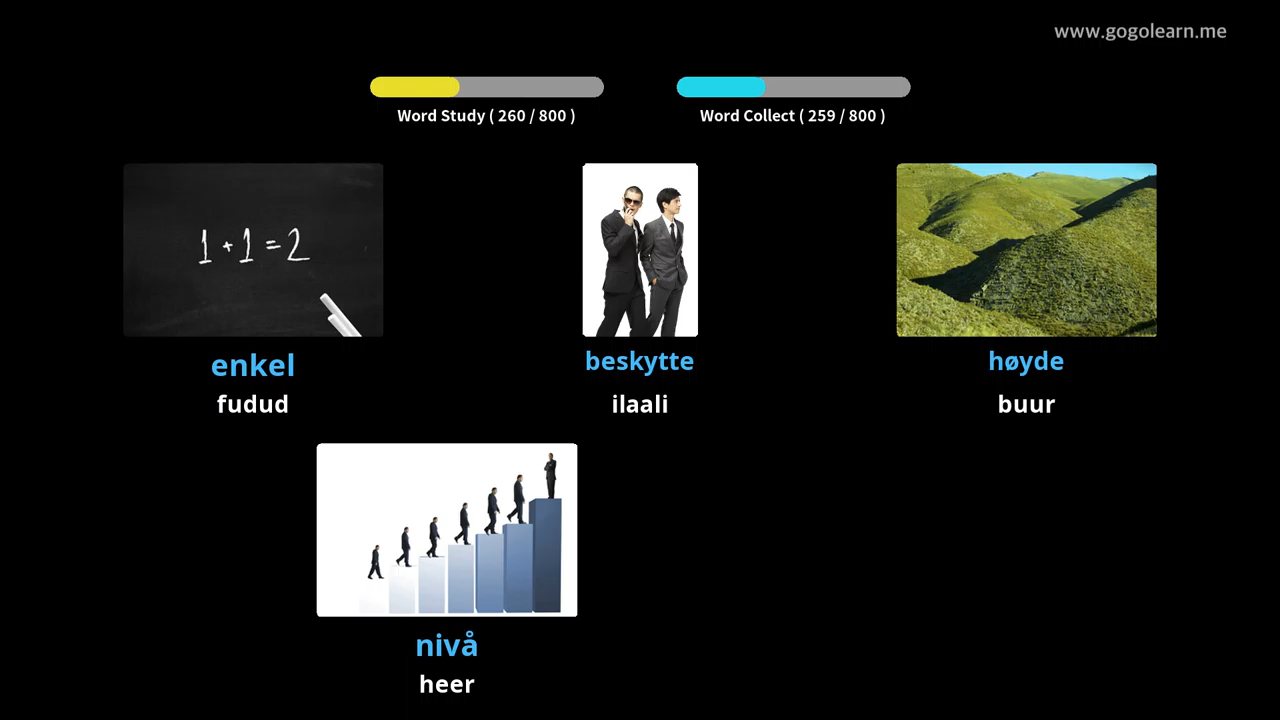 www.gogolearn.me
Word Study ( 260 / 800 )
Word Collect ( 259 / 800 )
1 + 1 = 2
enkel
fudud
beskytte
ilaali
høyde
buur
nivå
heer